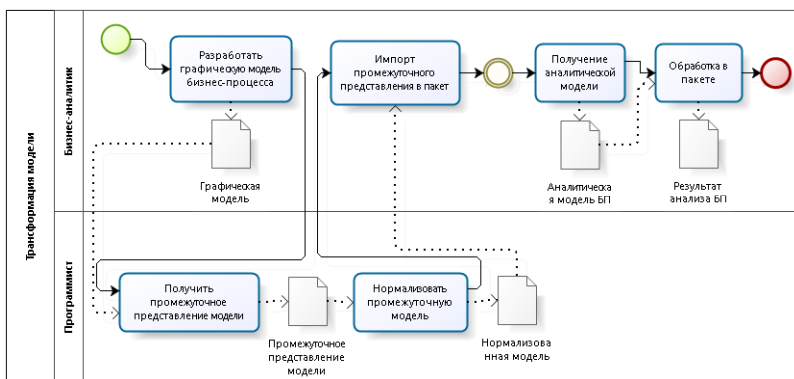 Трансформация модели
Бизнес-аналитик
Разработать
графическую модель
бизнес-процесса
Импорт
промежуточного
представления в пакет
Получение
аналитической
модели
Обработка в
пакете
Графическая
модель
Аналитическа
я модель БП
Результат
анализа БП
Программист
Получить
промежуточное
представление модели
Нормализовать
промежуточную
модель
Промежуточное
представление
модели
Нормализова
нная модель